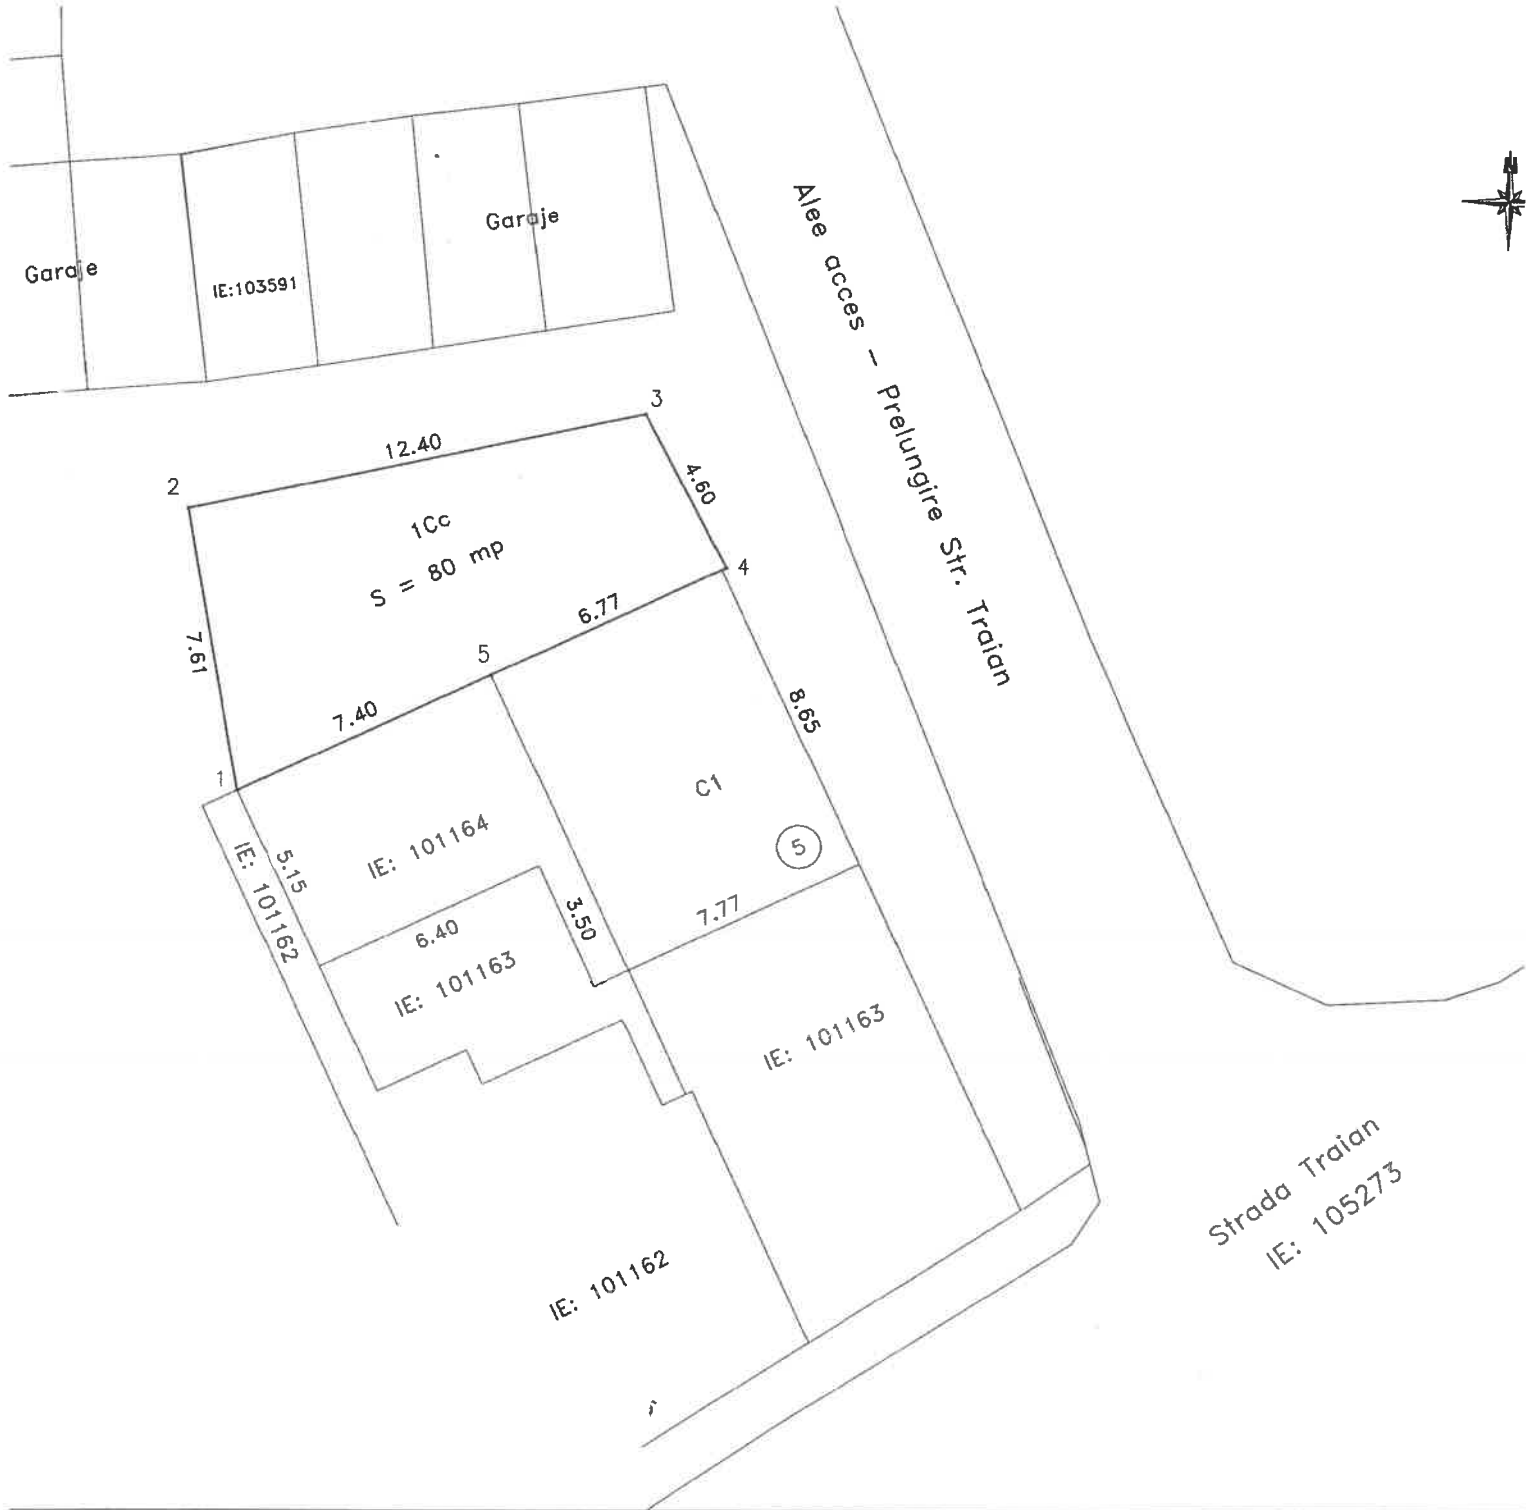 N
Garaje
Garaje
IE:103591
Alee acces - Prelungire Str. Traian
3
12.40
2
4.60
1Cc
S = 80 mp
4
6.77
7.61
5
7.40
8.65
1
C1
IE: 101164
5
5.15
IE: 101162
3.50
7.77
6.40
IE: 101163
IE: 101163
Strada Traian
IE: 105273
IE: 101162